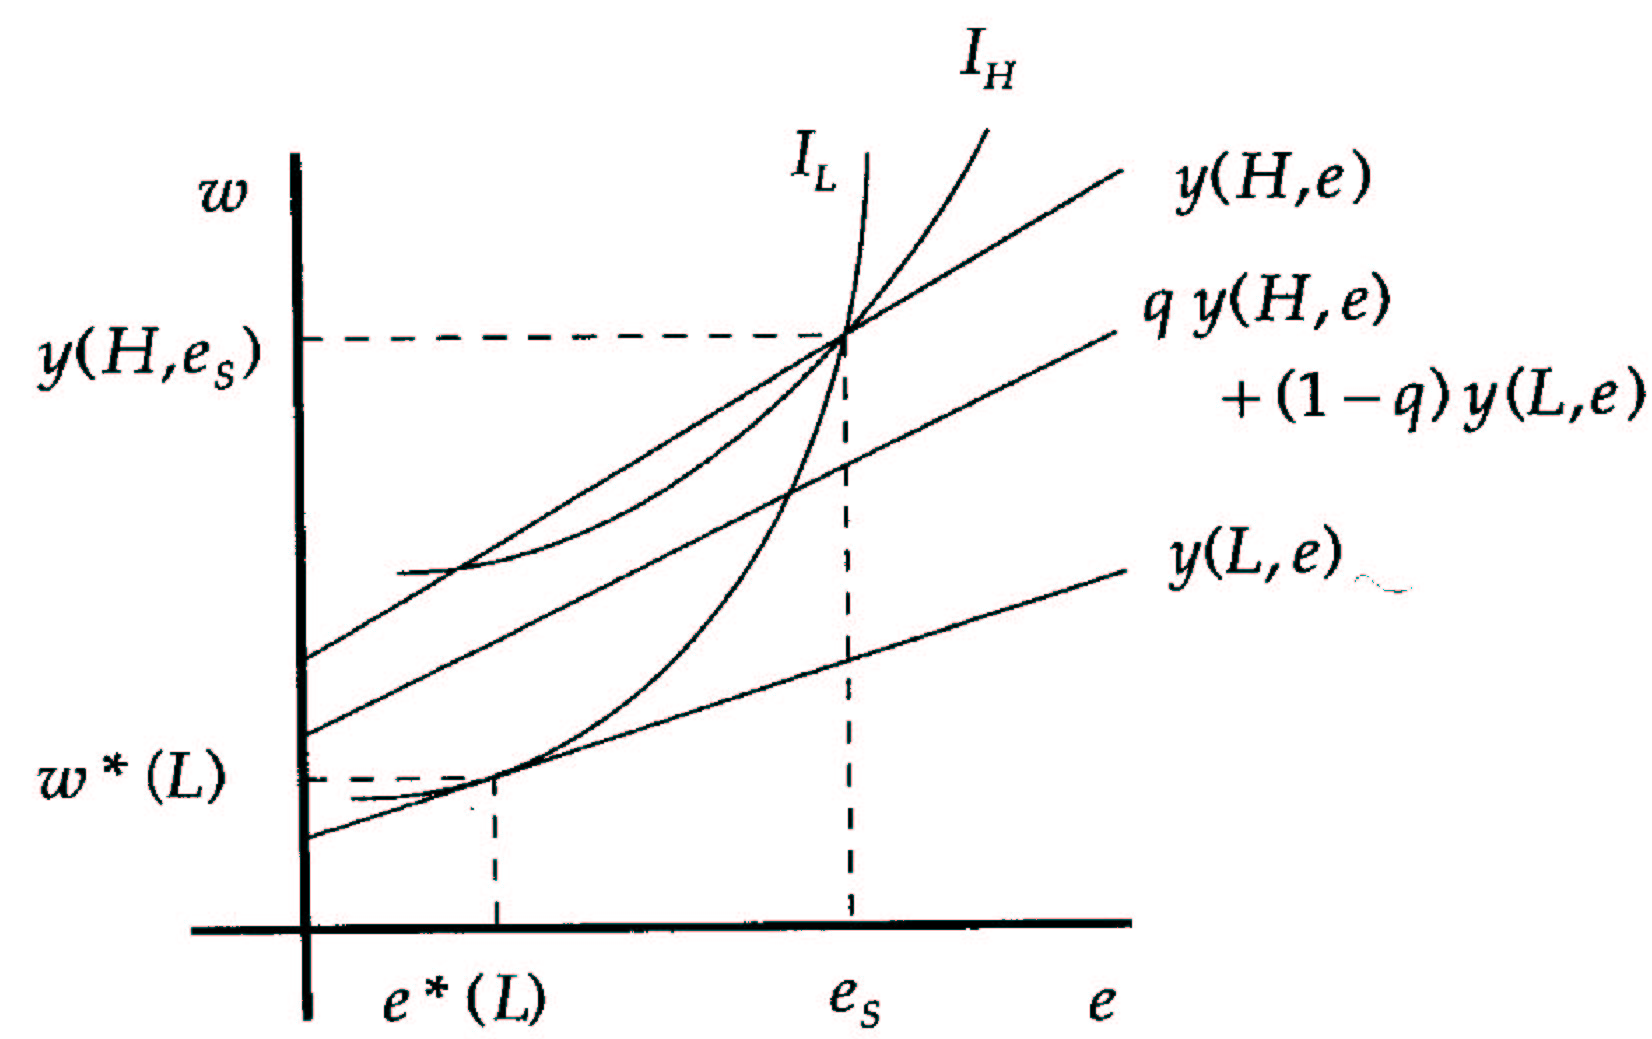 I_H
I_L
w
y(H,e)
q y(H,e)
+(1-q) y(L,e)
y(H,e_S)
y(L,e)
w*(L)
e*(L)
e_S
e